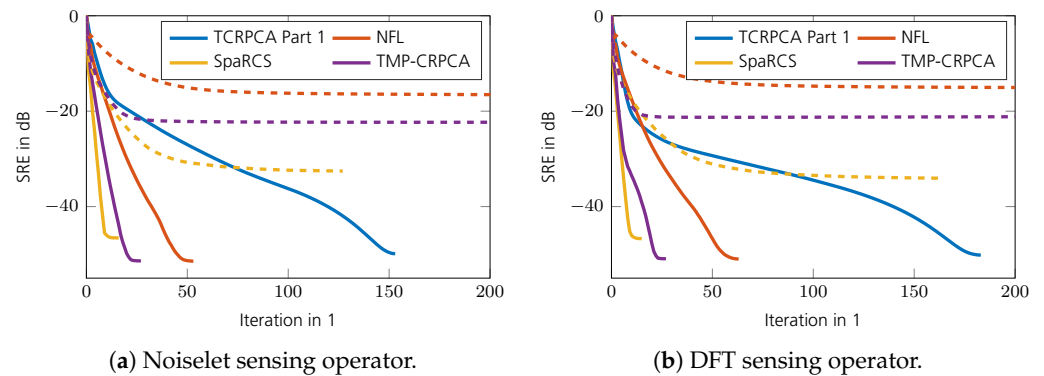 0
−20
−40
SRE in dB
TCRPCA Part 1
NFL
SpaRCS
TMP-CRPCA
0 50 100 150 200
Iteration in 1
(a) Noiselet sensing operator.
0
−20
−40
SRE in dB
TCRPCA Part 1
NFL
SpaRCS
TMP-CRPCA
0 50 100 150 200
Iteration in 1
(b) DFT sensing operator.